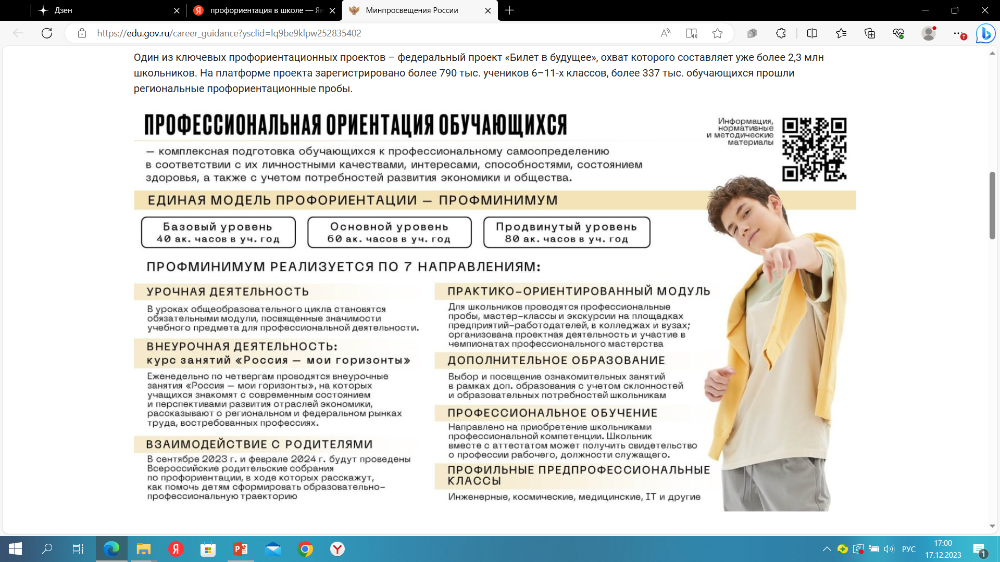 Дзен
профориентация в школе — Ян
Минпросвещения России
https://edu.gov.ru/career_guidance?ysclid=lq9be9klpw252835402
Один из ключевых профориентационных проектов – федеральный проект «Билет в будущее», охват которого составляет уже более 2,3 млн
школьников. На платформе проекта зарегистрировано более 790 тыс. учеников 6–11-х классов, более 337 тыс. обучающихся прошли
региональные профориентационные пробы.
ПРОФЕССИОНАЛЬНАЯ ОРИЕНТАЦИЯ ОБУЧАЮЩИХСЯ
Информация,
нормативные
и методические
материалы
— комплексная подготовка обучающихся к профессиональному самоопределению
в соответствии с их личностными качествами, интересами, способностями, состоянием
здоровья, а также с учетом потребностей развития экономики и общества.
ЕДИНАЯ МОДЕЛЬ ПРОФОРИЕНТАЦИИ — ПРОФМИНИМУМ
Базовый уровень
40 ак. часов в уч. год
Основной уровень
60 ак. часов в уч. год
Продвинутый уровень
80 ак. часов в уч. год
ПРОФМИНИМУМ РЕАЛИЗУЕТСЯ ПО 7 НАПРАВЛЕНИЯМ:
УРОЧНАЯ ДЕЯТЕЛЬНОСТЬ
В уроках общеобразовательного цикла становятся
обязательными модули, посвященные значимости
учебного предмета для профессиональной деятельности.
ВНЕУРОЧНАЯ ДЕЯТЕЛЬНОСТЬ:
курс занятий «Россия — мои горизонты»
Еженедельно по четвергам проводятся внеурочные
занятия «Россия — мои горизонты», на которых
учащихся знакомят с современным состоянием
и перспективами развития отраслей экономики,
рассказывают о региональном и федеральном рынках
труда, востребованных профессиях.
ВЗАИМОДЕЙСТВИЕ С РОДИТЕЛЯМИ
В сентябре 2023 г. и феврале 2024 г. будут проведены
Всероссийские родительские собрания
по профориентации, в ходе которых расскажут,
как помочь детям сформировать образовательно-
профессиональную траекторию
ПРАКТИКО-ОРИЕНТИРОВАННЫЙ МОДУЛЬ
Для школьников проводятся профессиональные
пробы, мастер-классы и экскурсии на площадках
предприятий-работодателей, в колледжах и вузах;
организована проектная деятельность и участие в
чемпионатах профессионального мастерства
ДОПОЛНИТЕЛЬНОЕ ОБРАЗОВАНИЕ
Выбор и посещение ознакомительных занятий
в рамках доп. образования с учетом склонностей
и образовательных потребностей школьникам
ПРОФЕССИОНАЛЬНОЕ ОБУЧЕНИЕ
Направлено на приобретение школьниками
профессиональной компетенции. Школьник
вместе с аттестатом может получить свидетельство
о профессии рабочего, должности служащего.
ПРОФИЛЬНЫЕ ПРЕДПРОФЕССИОНАЛЬНЫЕ
КЛАССЫ
Инженерные, космические, медицинские, IT и другие
РУС
17:00
17.12.2023
1